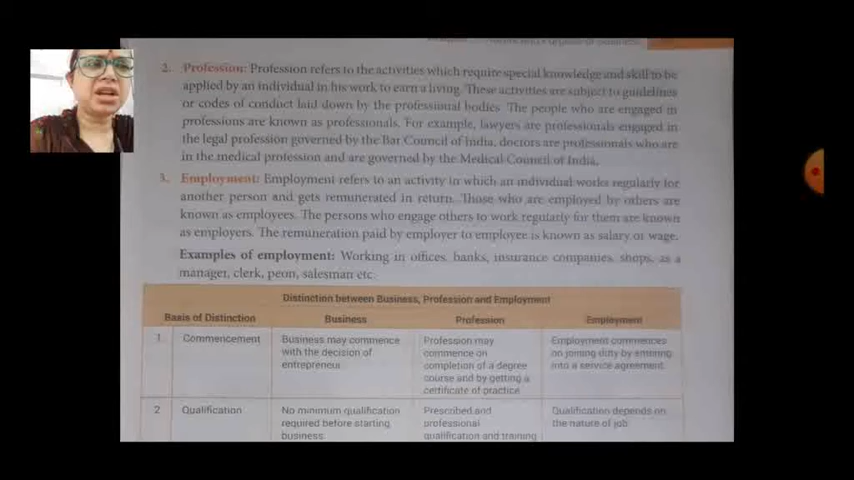 2. Profession: Profession refers to the activities which require special knowledge and skill to be
applied by an individual in his work to earn a living. These activities are subject to guidelines
or codes of conduct laid down by the professional bodies. The people who are engaged in
professions are known as professionals. For example, lawyers are professionals engaged in
the legal profession governed by the Bar Council of India, doctors are professionals who are
in the medical profession and are governed by the Medical Council of India.
3. Employment: Employment refers to an activity in which an individual works regularly for
another person and gets remunerated in return. Those who are employed by others are
known as employees. The persons who engage others to work regularly for them are known
as employers. The remuneration paid by employer to employee is known as salary or wage.
Examples of employment: Working in offices, banks, insurance companies, shops, as a
manager, clerk, peon, salesman etc.
Distinction between Business, Profession and Employment
Basis of Distinction Business Profession Employment
1 Commencement Business may commence Profession may Employment commences
with the decision of commence on on joining duty by entering
entrepreneur completion of a degree into a service agreement.
course and by getting a
certificate of practice
2 Qualification No minimum qualification Prescribed and Qualification depends on
required before starting professional the nature of job
business qualification and training